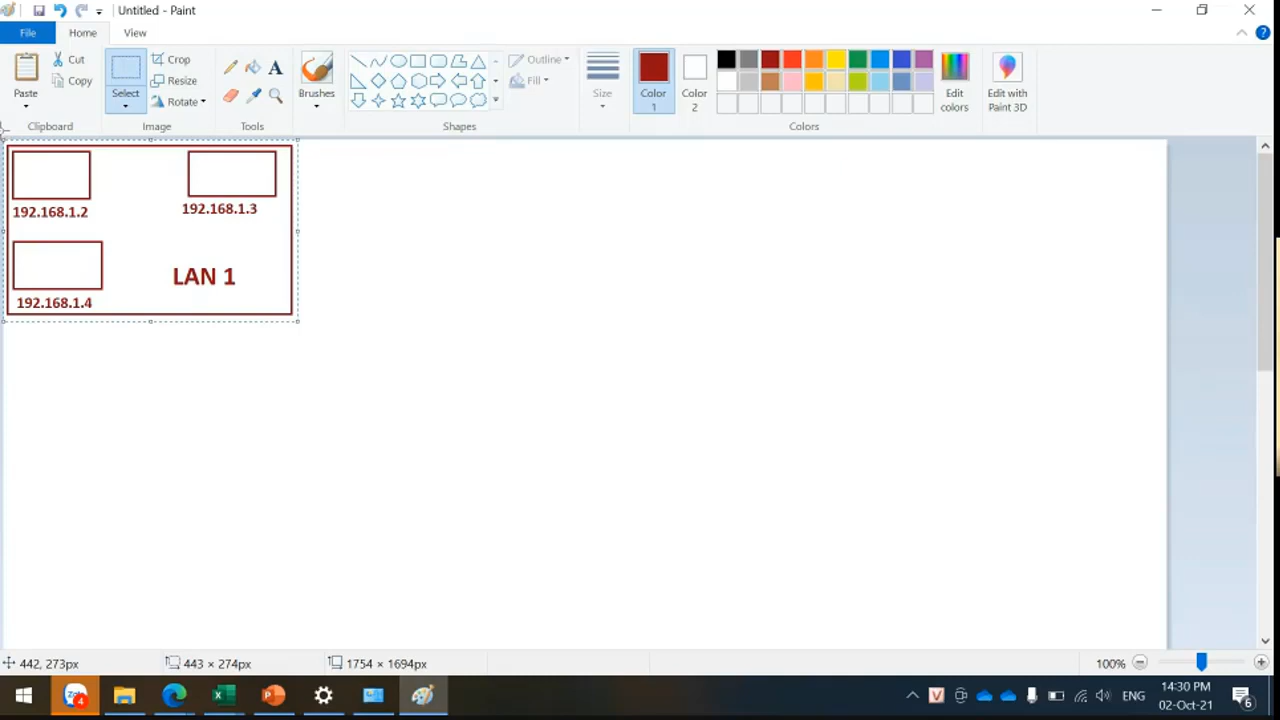 Untitled - Paint
File
Home
View
Paste
Cut
Copy
Clipboard
Select
Crop
Resize
Rotate
Image
Tools
Brushes
Outline
Fill
Shapes
Size
Color
1
Color
2
Edit
colors
Edit with
Paint 3D
Colors
192.168.1.2
192.168.1.3
LAN 1
192.168.1.4
442, 273px
443 × 274px
1754 × 1694px
100%
4
ENG
14:30 PM
02-Oct-21
6